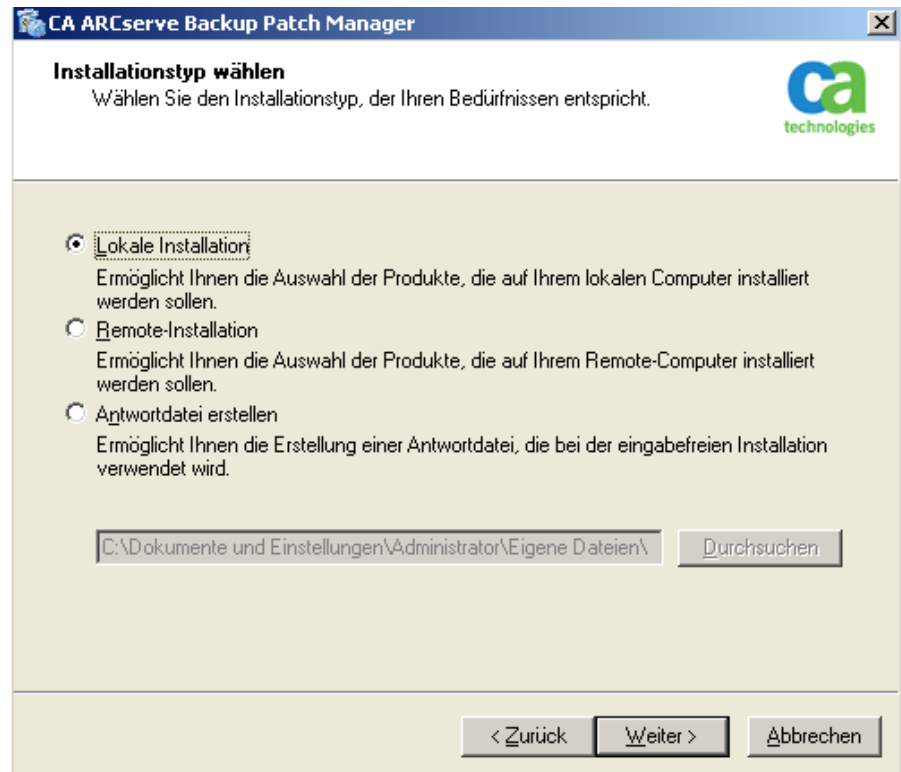 CA ARCserve Backup Patch Manager
Installationstyp wählen
Wählen Sie den Installationstyp, der Ihren Bedürfnissen entspricht.
ca
technologies
Lokale Installation
Ermöglicht Ihnen die Auswahl der Produkte, die auf Ihrem lokalen Computer installiert
werden sollen.
Remote-Installation
Ermöglicht Ihnen die Auswahl der Produkte, die auf Ihrem Remote-Computer installiert
werden sollen.
Antwortdatei erstellen
Ermöglicht Ihnen die Erstellung einer Antwortdatei, die bei der eingabefreien Installation
verwendet wird.
C:\Dokumente und Einstellungen\Administrator\Eigene Dateien\
Durchsuchen
< Zurück
Weiter >
Abbrechen